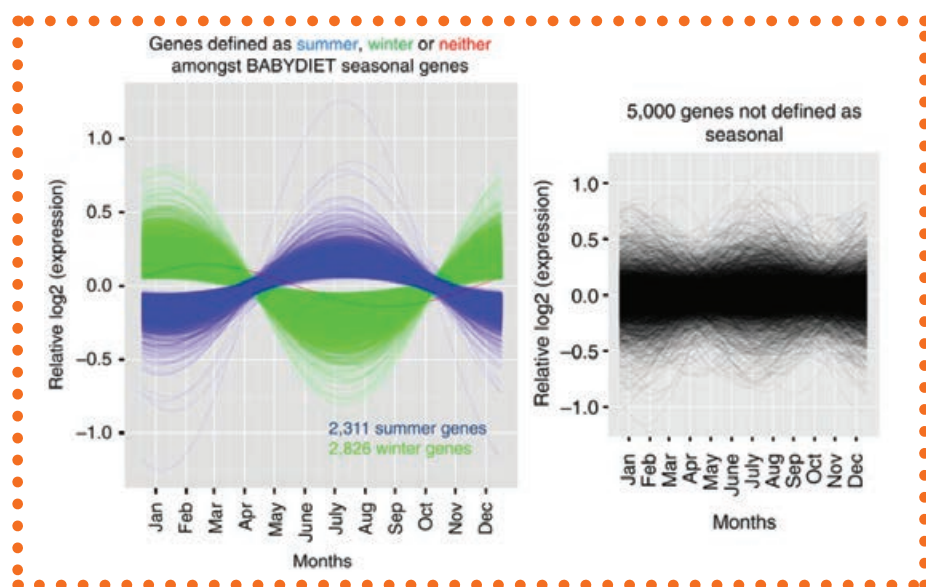 Genes defined as summer, winter or neither
amongst BABYDIET seasonal genes
Relative log2 (expression)
1.0
0.5
0.0
−0.5
−1.0
2,311 summer genes
2,826 winter genes
Jan
Feb
Mar
Apr
May
June
July
Aug
Sep
Oct
Nov
Dec
Months
5,000 genes not defined as
seasonal
Relative log2 (expression)
1.0
0.5
0.0
−0.5
−1.0
Jan
Feb
Mar
Apr
May
June
July
Aug
Sep
Oct
Nov
Dec
Months